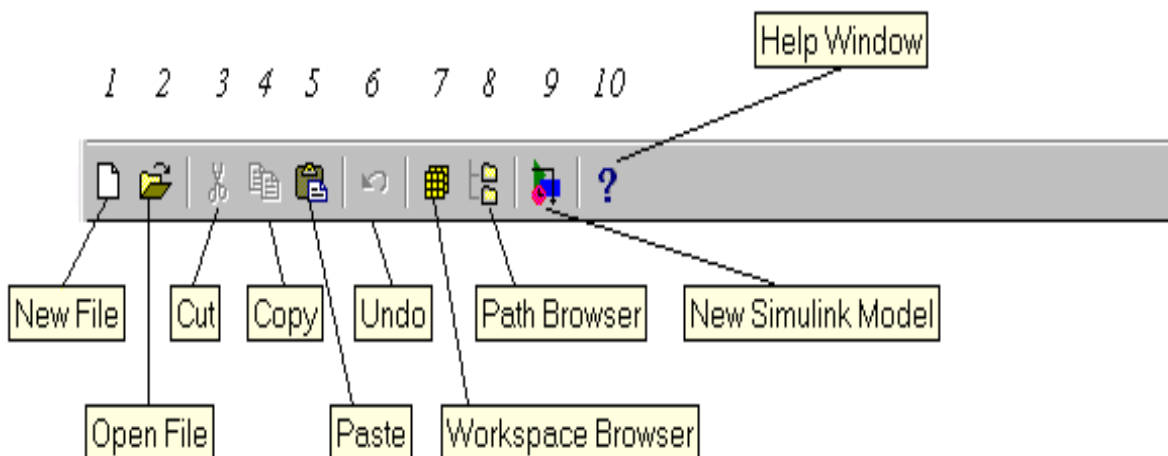 Help Window
1 2 3 4 5 6 7 8 9 10
?
New File Cut Copy Undo Path Browser New Simulink Model
Open File Paste Workspace Browser